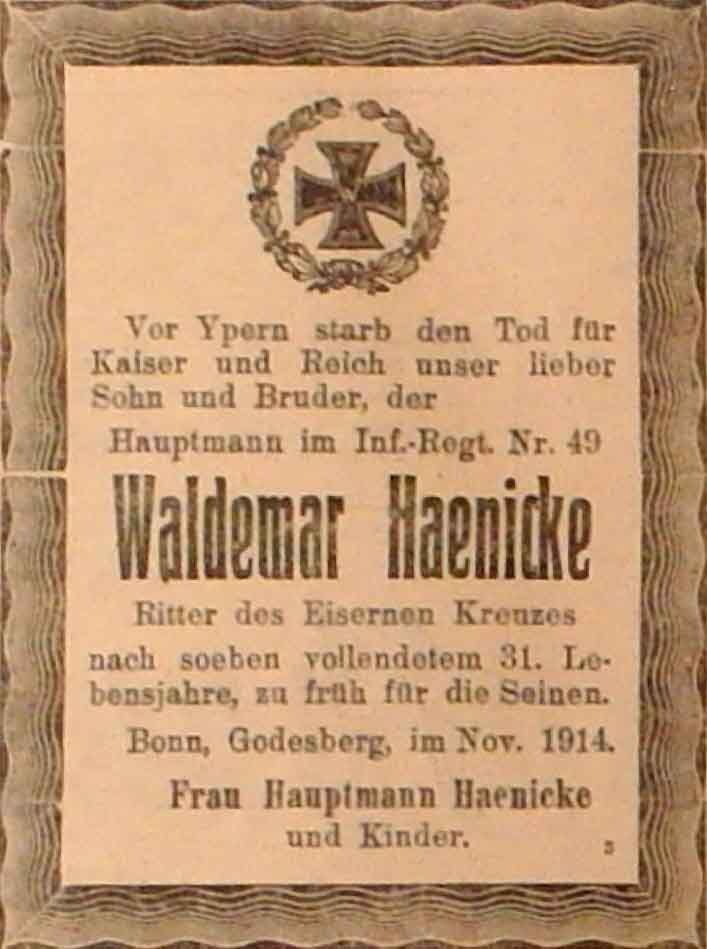 Vor Ypern starb den Tod für
Kaiser und Reich unser lieber
Sohn und Bruder, der
Hauptmann im Inf.-Regt. Nr. 49
Waldemar Haenicke
Ritter des Eisernen Kreuzes
nach soeben vollendetem 31. Le-
bensjahre, zu früh für die Seinen.
Bonn, Godesberg, im Nov. 1914.
Frau Hauptmann Haenicke
und Kinder.